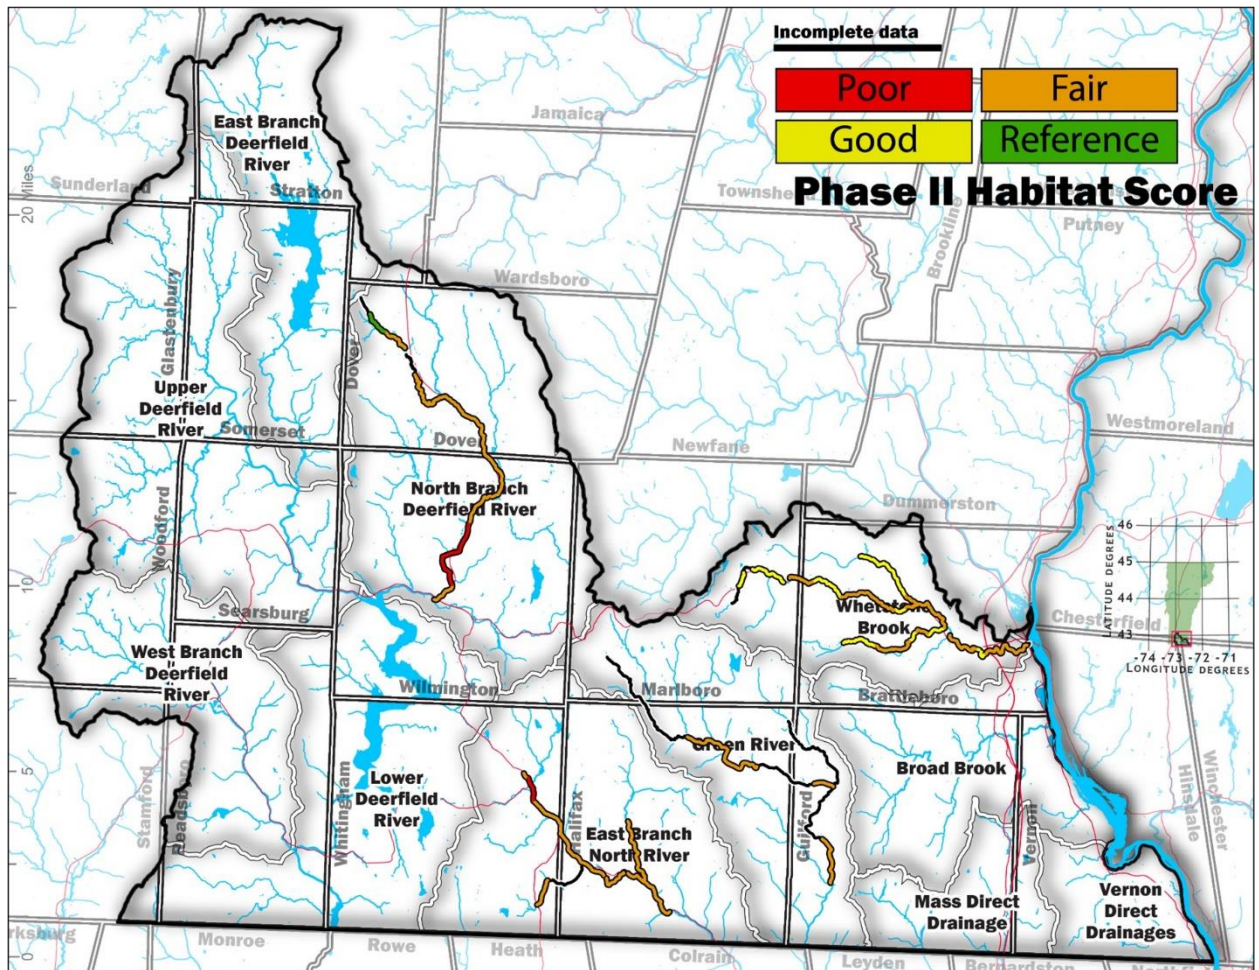 Incomplete data
Poor
Fair
Good
Reference
Phase II Habitat Score
East Branch
Deerfield
River
Jamaica
Sunderland
Stratton
Townshe
Putney
Brookline
20 Miles
Wardsboro
Glastenbury
Dover
Upper
Deerfield
River
Somerset
Dover
Newfane
Westmoreland
North Branch
Deerfield River
Dummerston
Woodford
46
45
44
43
LATITUDE DEGREES
-74 -73 -72 -71
LONGITUDE DEGREES
10
Searsburg
Brook
Chesterfield
West Branch
Deerfield
River
Wilmington
Marlboro
Brattleboro
Green River
Broad Brook
5
Stamford
Readsboro
Whitingham
Lower
Deerfield
River
Halifax
East Branch
North River
Guilford
Vernon
Hinsdale
Winchester
Mass Direct
Drainage
Vernon
Direct
Drainages
0
rksburg
Monroe
Rowe
Heath
Colrain
Leyden
Bernardston